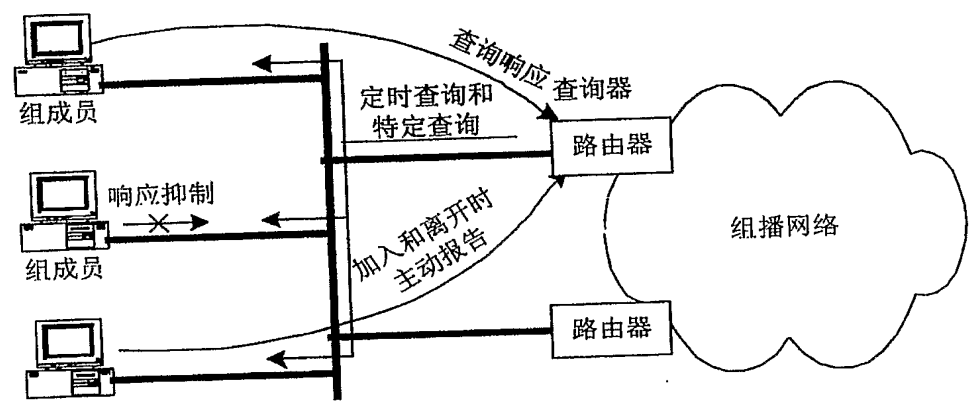 组成员
查询响应
查询器
定时查询和
特定查询
路由器
响应抑制
组成员
加入和离开时
主动报告
组播网络
路由器